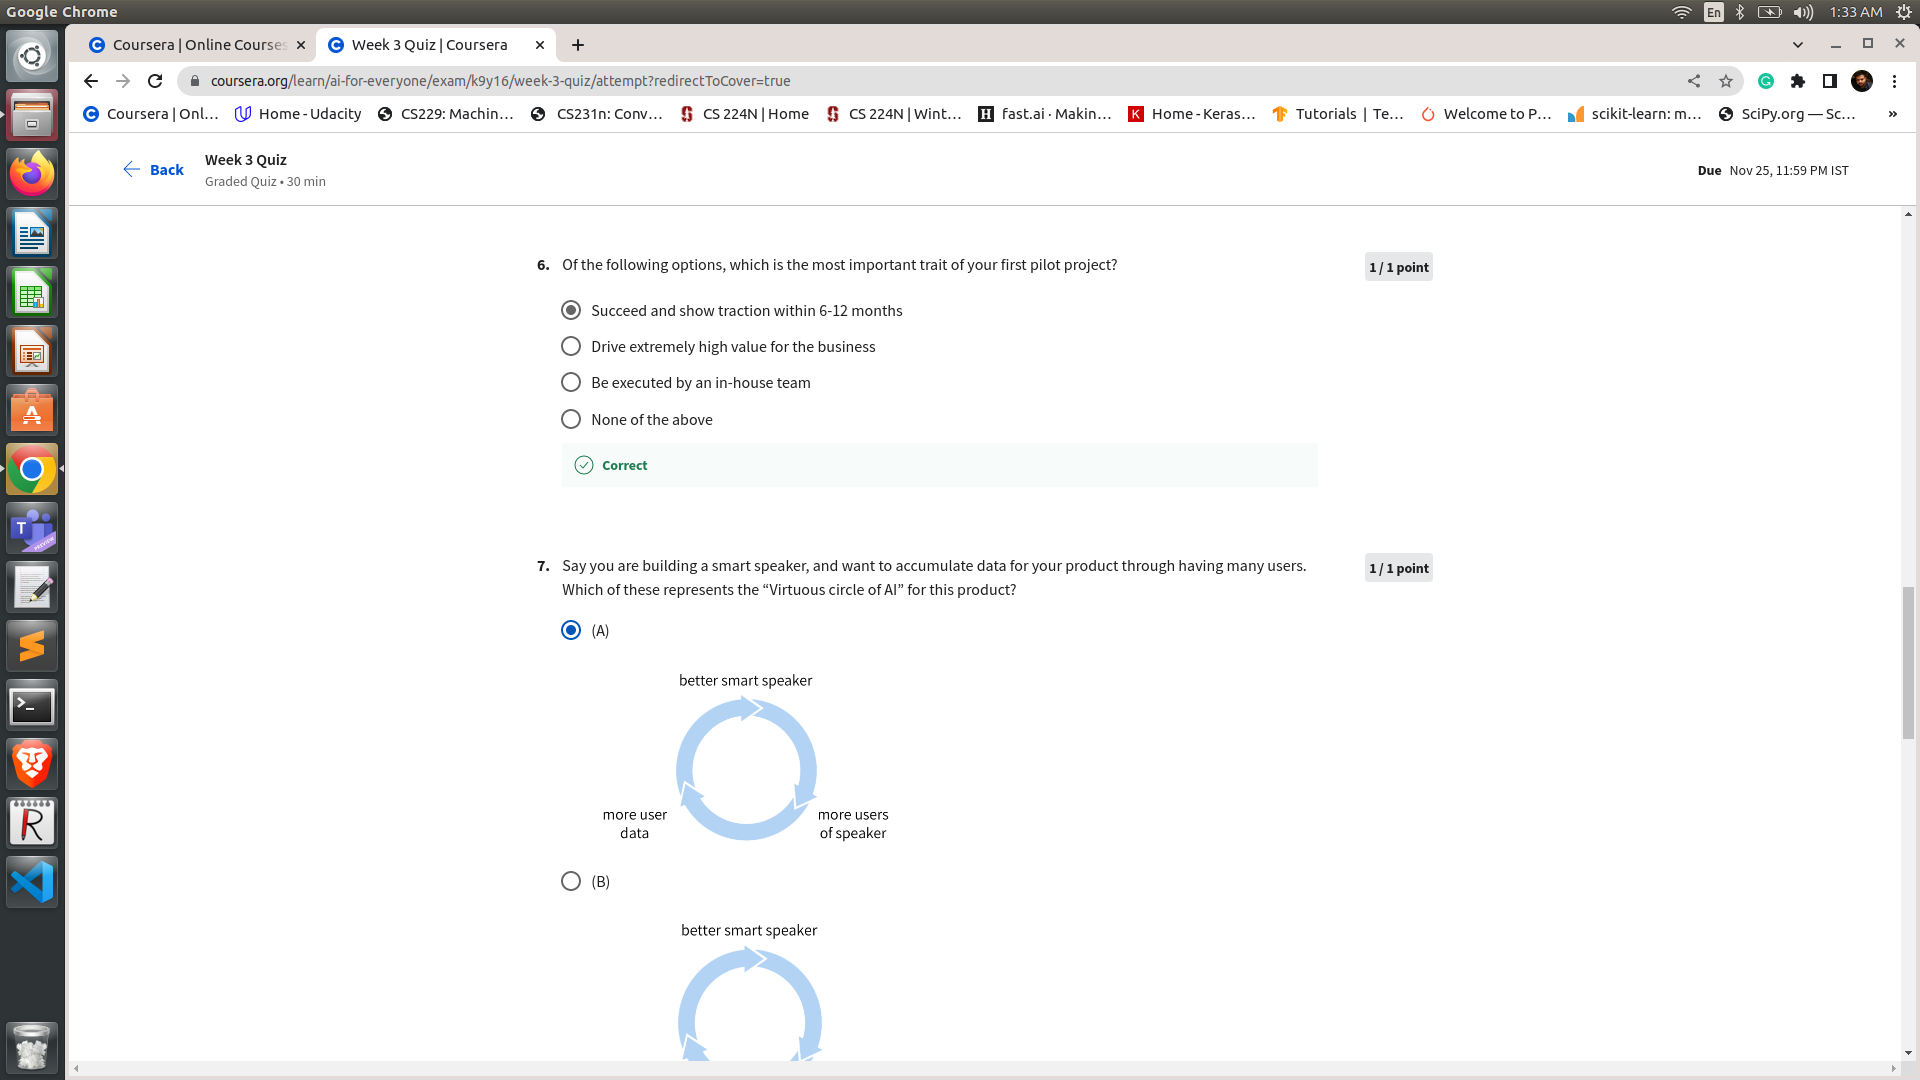 Google Chrome
En
1:33 AM
Coursera | Online Courses
Week 3 Quiz | Coursera
coursera.org/learn/ai-for-everyone/exam/k9y16/week-3-quiz/attempt?redirectToCover=true
Coursera | Onl...
Home - Udacity
CS229: Machin...
CS231n: Conv...
CS 224N | Home
CS 224N | Wint...
fast.ai · Makin...
Home - Keras...
Tutorials | Te...
Welcome to P...
scikit-learn: m...
SciPy.org — Sc...
»
Back
Week 3 Quiz
Graded Quiz • 30 min
Due Nov 25, 11:59 PM IST
6. Of the following options, which is the most important trait of your first pilot project?
1 / 1 point
Succeed and show traction within 6-12 months
Drive extremely high value for the business
Be executed by an in-house team
None of the above
Correct
7. Say you are building a smart speaker, and want to accumulate data for your product through having many users.
Which of these represents the “Virtuous circle of AI” for this product?
1 / 1 point
(A)
better smart speaker
more user
data
more users
of speaker
(B)
better smart speaker